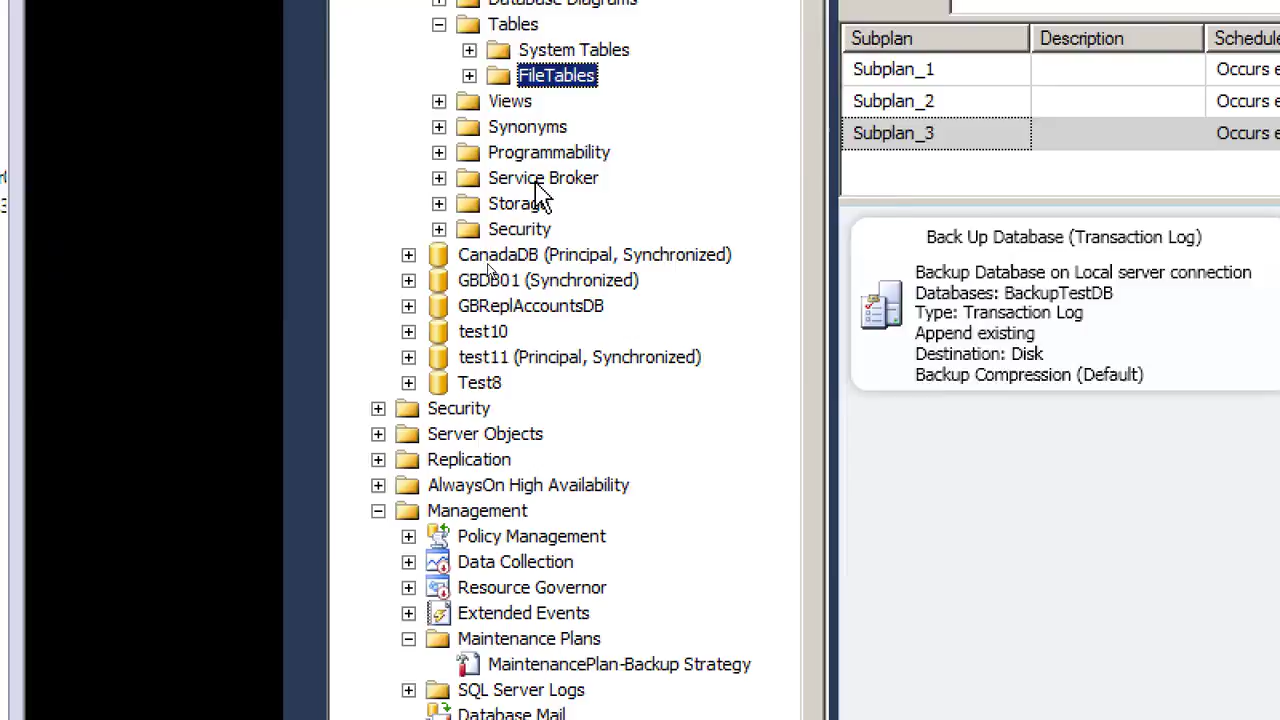 Database Diagrams
Tables
System Tables
FileTables
Views
Synonyms
Programmability
Service Broker
Storage
Security
CanadaDB (Principal, Synchronized)
GBDB01 (Synchronized)
GBReplAccountsDB
test10
test11 (Principal, Synchronized)
Test8
Security
Server Objects
Replication
AlwaysOn High Availability
Management
Policy Management
Data Collection
Resource Governor
Extended Events
Maintenance Plans
MaintenancePlan-Backup Strategy
SQL Server Logs
Database Mail
Subplan Description Schedule
Subplan_1 Occurs e
Subplan_2 Occurs e
Subplan_3 Occurs e
Back Up Database (Transaction Log)
Backup Database on Local server connection
Databases: BackupTestDB
Type: Transaction Log
Append existing
Destination: Disk
Backup Compression (Default)